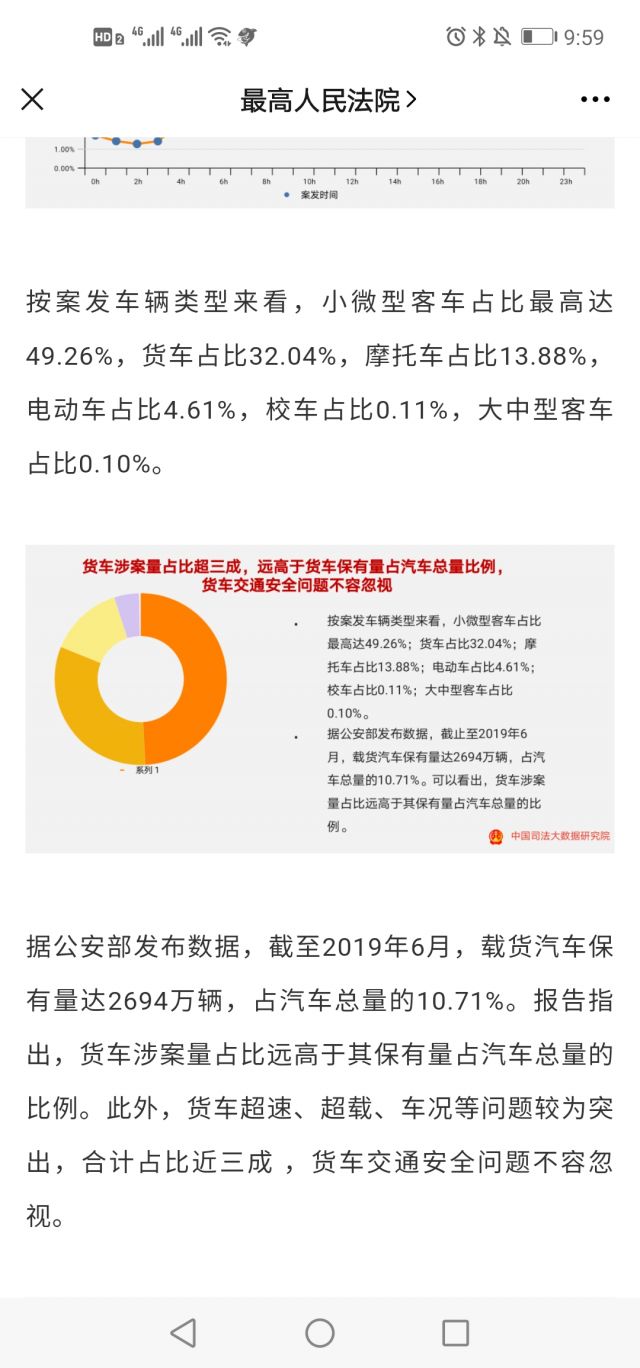 HD 2 4G 4G 9:59
最高人民法院
1.00%
0.00%
0h 2h 4h 6h 8h 10h 12h 14h 16h 18h 20h 23h
案发时间
按案发车辆类型来看，小微型客车占比最高达
49.26%，货车占比32.04%，摩托车占比13.88%，
电动车占比4.61%，校车占比0.11%，大中型客车
占比0.10%。
货车涉案量占比超三成，远高于货车保有量占汽车总量比例，
货车交通安全问题不容忽视
· 按案发车辆类型来看，小微型客车占比
最高达49.26%；货车占比32.04%；摩
托车占比13.88%；电动车占比4.61%；
校车占比0.11%；大中型客车占比
0.10%。
· 据公安部发布数据，截止至2019年6
月，载货汽车保有量达2694万辆，占汽
车总量的10.71%。可以看出，货车涉案
量占比远高于其保有量占汽车总量的比
例。
系列 1
中国司法大数据研究院
据公安部发布数据，截至2019年6月，载货汽车保
有量达2694万辆，占汽车总量的10.71%。报告指
出，货车涉案量占比远高于其保有量占汽车总量的
比例。此外，货车超速、超载、车况等问题较为突
出，合计占比近三成 ，货车交通安全问题不容忽
视。